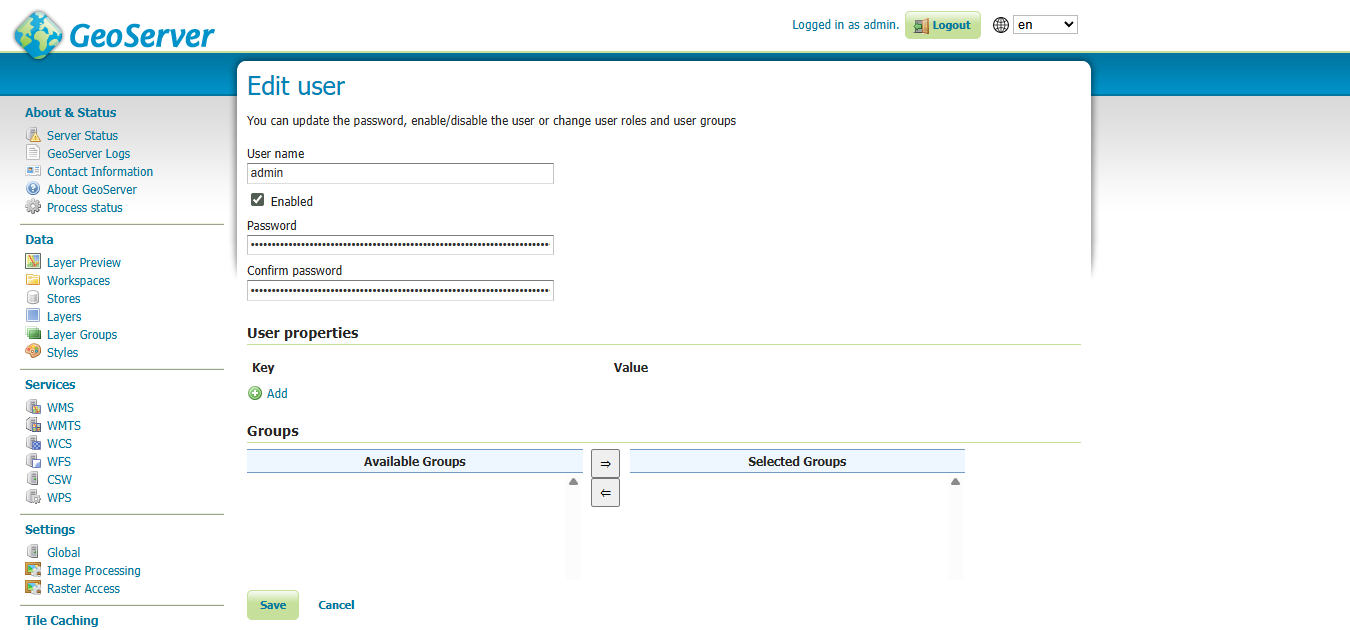 GeoServer
Logged in as admin. Logout en
Edit user
You can update the password, enable/disable the user or change user roles and user groups
User name
admin
Enabled
Password
Confirm password
User properties
Key Value
Add
Groups
Available Groups ⇒ Selected Groups
⇐
Save Cancel
About & Status
Server Status
GeoServer Logs
Contact Information
About GeoServer
Process status
Data
Layer Preview
Workspaces
Stores
Layers
Layer Groups
Styles
Services
WMS
WMTS
WCS
WFS
CSW
WPS
Settings
Global
Image Processing
Raster Access
Tile Caching